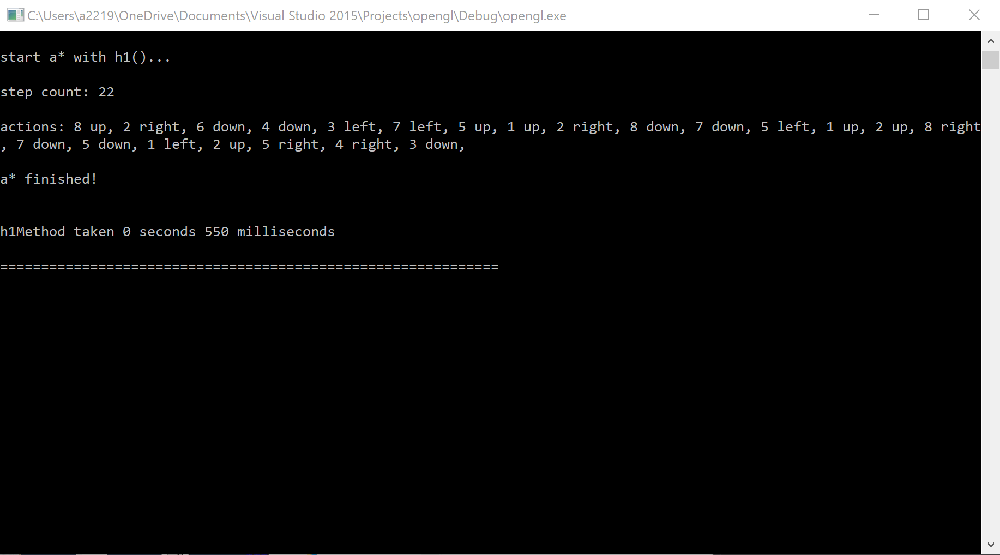 C:\Users\a2219\OneDrive\Documents\Visual Studio 2015\Projects\opengl\Debug\opengl.exe
start a* with h1()...
step count: 22
actions: 8 up, 2 right, 6 down, 4 down, 3 left, 7 left, 5 up, 1 up, 2 right, 8 down, 7 down, 5 left, 1 up, 2 up, 8 right
, 7 down, 5 down, 1 left, 2 up, 5 right, 4 right, 3 down,
a* finished!
h1Method taken 0 seconds 550 milliseconds
=============================================================